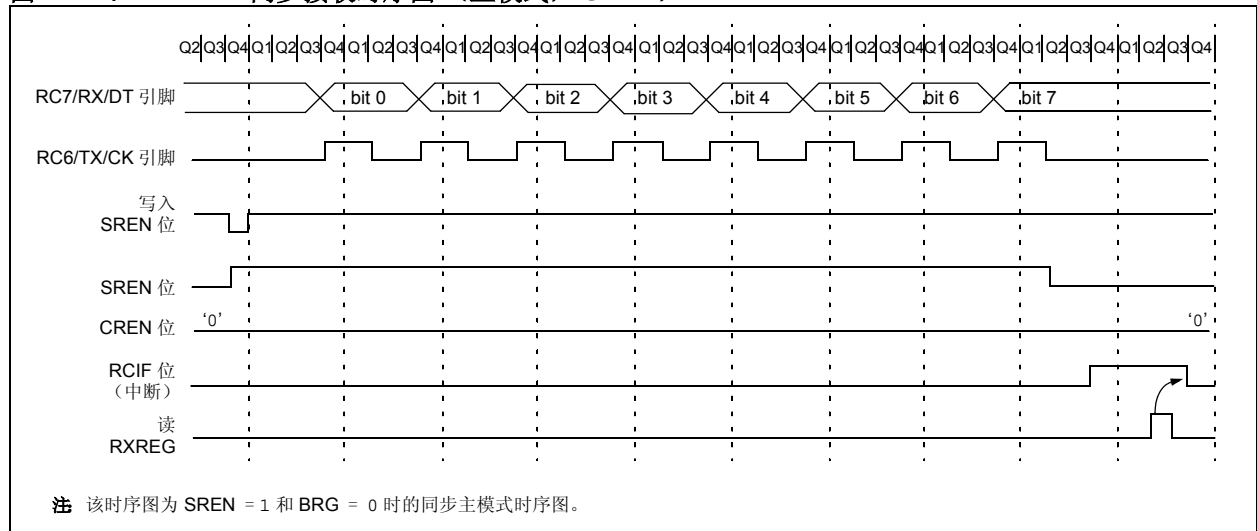 Q2 Q3 Q4 Q1 Q2 Q3 Q4 Q1 Q2 Q3 Q4 Q1 Q2 Q3 Q4 Q1 Q2 Q3 Q4 Q1 Q2 Q3 Q4 Q1 Q2 Q3 Q4 Q1 Q2 Q3 Q4 Q1 Q2 Q3 Q4 Q1 Q2 Q3 Q4 Q1 Q2 Q3 Q4
RC7/RX/DT 引脚 bit 0 bit 1 bit 2 bit 3 bit 4 bit 5 bit 6 bit 7
RC6/TX/CK 引脚
写入
SREN 位
SREN 位
CREN 位 ‘0’ ‘0’
RCIF 位
（中断）
读
RXREG
注 该时序图为 SREN = 1 和 BRG = 0 时的同步主模式时序图。